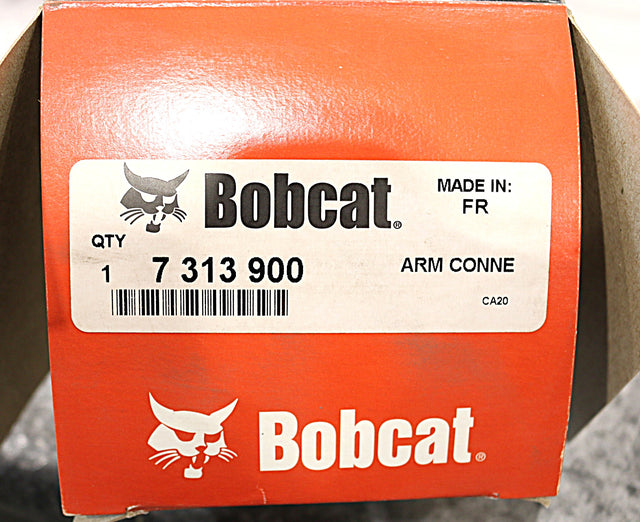 Bobcat®
MADE IN:
FR
QTY
1 7 313 900 ARM CONNE
CA20
Bobcat®